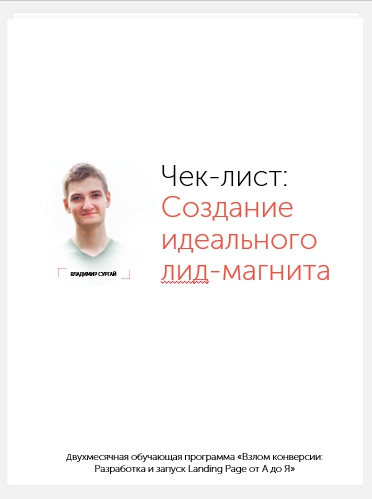 Чек-лист:
Создание
идеального
лид-магнита
ВЛАДИМИР СУРГАЙ
Двухмесячная обучающая программа «Взлом конверсии:
Разработка и запуск Landing Page от А до Я»